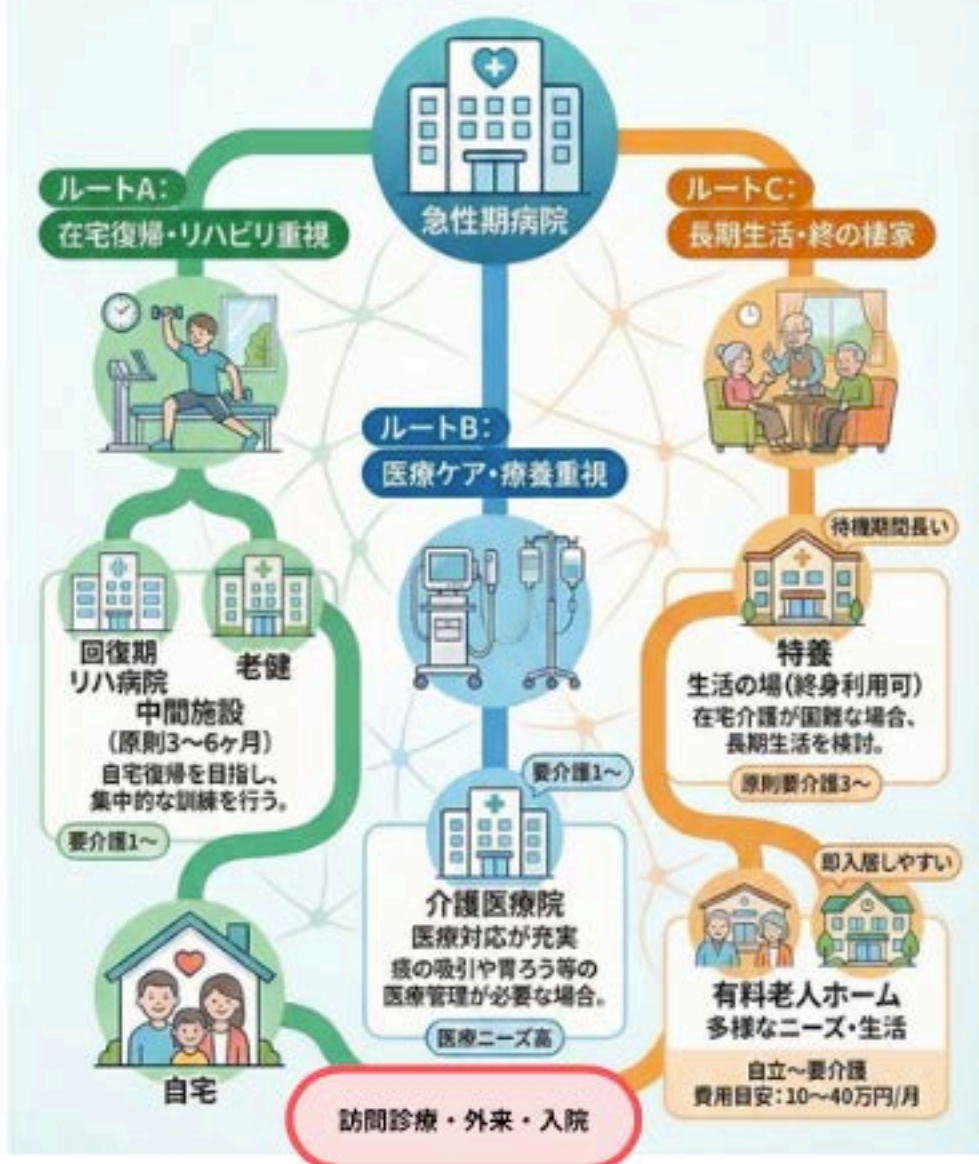 急性期病院
ルートA：
在宅復帰・リハビリ重視
ルートC：
長期生活・終の棲家
ルートB：
医療ケア・療養重視
回復期
リハ病院
老健
中間施設
（原則3～6ヶ月）
自宅復帰を目指し、
集中的な訓練を行う。
要介護1～
自宅
要介護1～
介護医療院
医療対応が充実
痰の吸引や胃ろう等の
医療管理が必要な場合。
医療ニーズ高
待機期間長い
特養
生活の場（終身利用可）
在宅介護が困難な場合、
長期生活を検討。
原則要介護3～
即入居しやすい
有料老人ホーム
多様なニーズ・生活
自立～要介護
費用目安：10～40万円/月
訪問診療・外来・入院